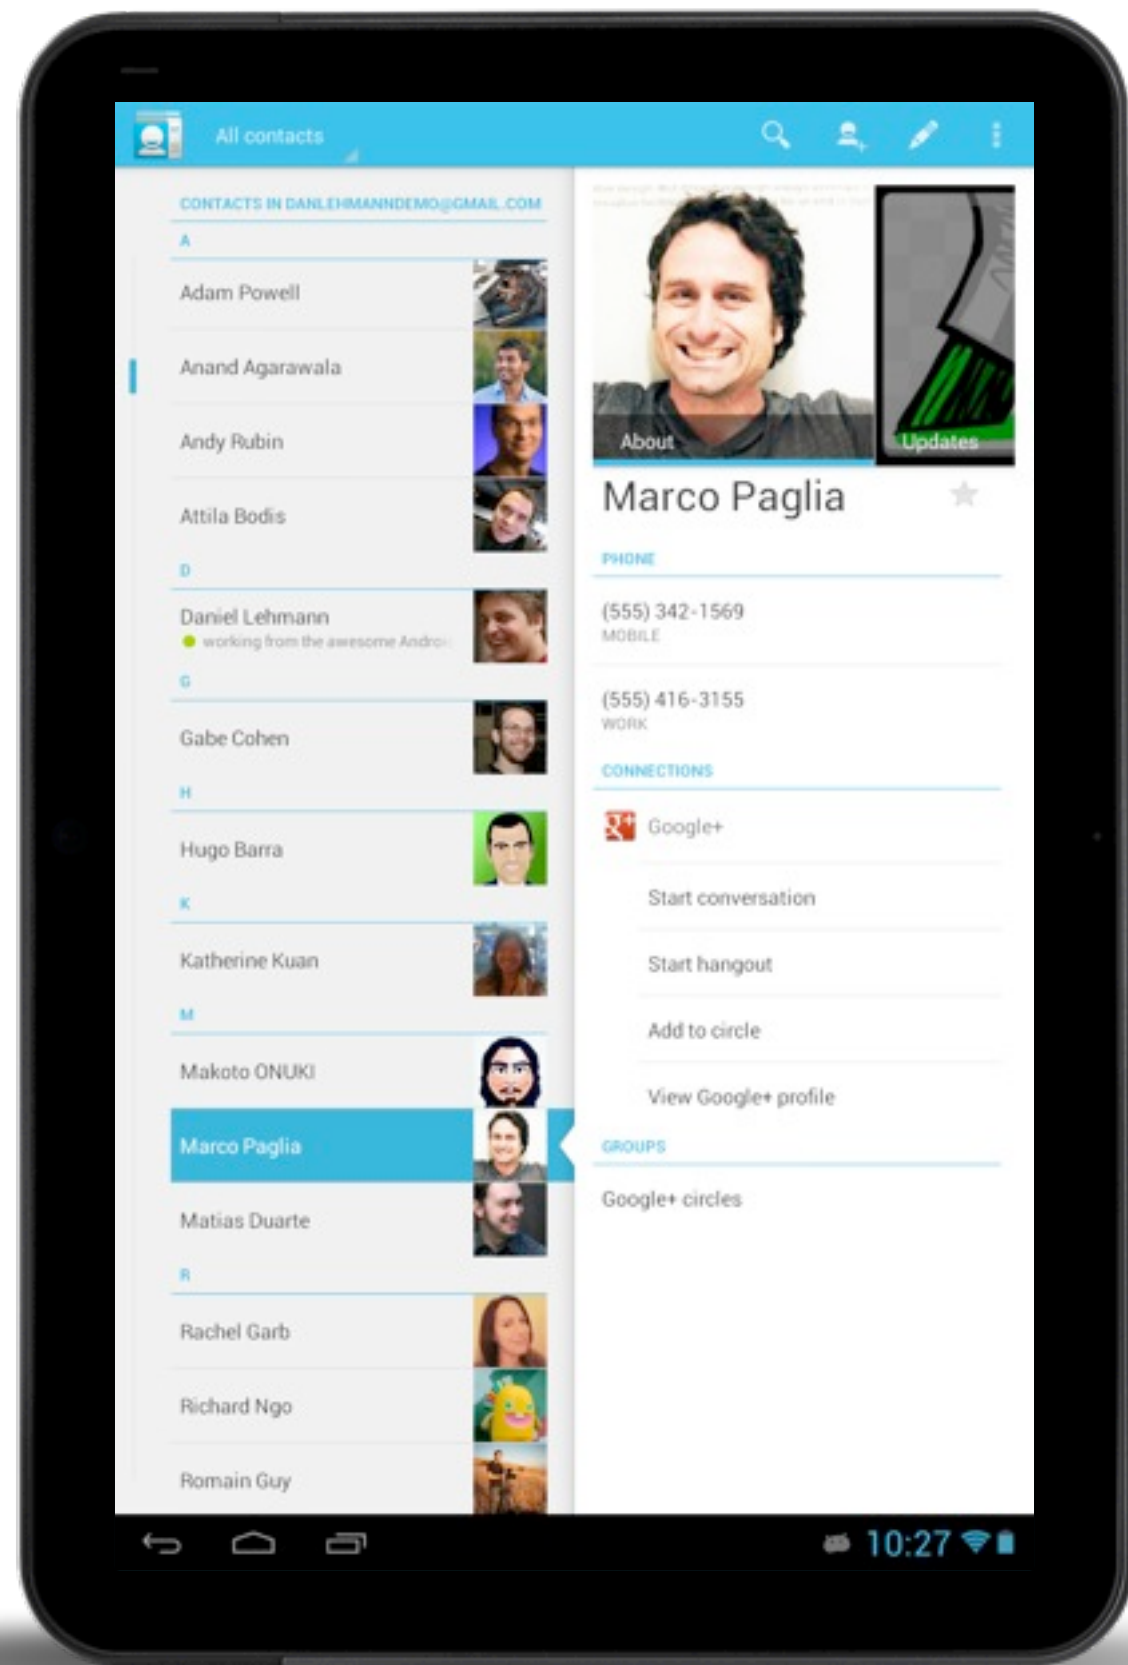 All contacts
CONTACTS IN DANLEHMANNDEMO@GMAIL.COM
A
Adam Powell
Anand Agarawala
Andy Rubin
Attila Bodis
D
Daniel Lehmann
working from the awesome Androi
G
Gabe Cohen
H
Hugo Barra
K
Katherine Kuan
M
Makoto ONUKI
Marco Paglia
Matias Duarte
R
Rachel Garb
Richard Ngo
Romain Guy
About
Updates
Marco Paglia
PHONE
(555) 342-1569
MOBILE
(555) 416-3155
WORK
CONNECTIONS
g+ Google+
Start conversation
Start hangout
Add to circle
View Google+ profile
GROUPS
Google+ circles
10:27